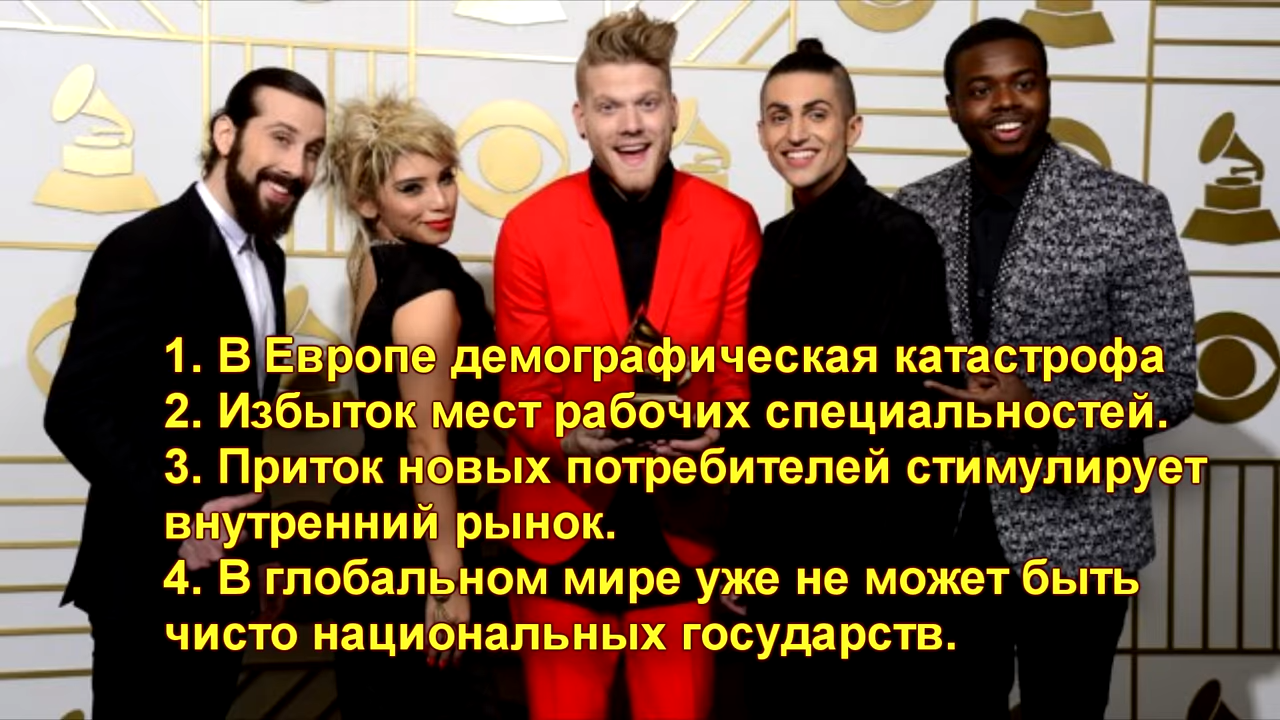 1. В Европе демографическая катастрофа
2. Избыток мест рабочих специальностей.
3. Приток новых потребителей стимулирует
внутренний рынок.
4. В глобальном мире уже не может быть
чисто национальных государств.